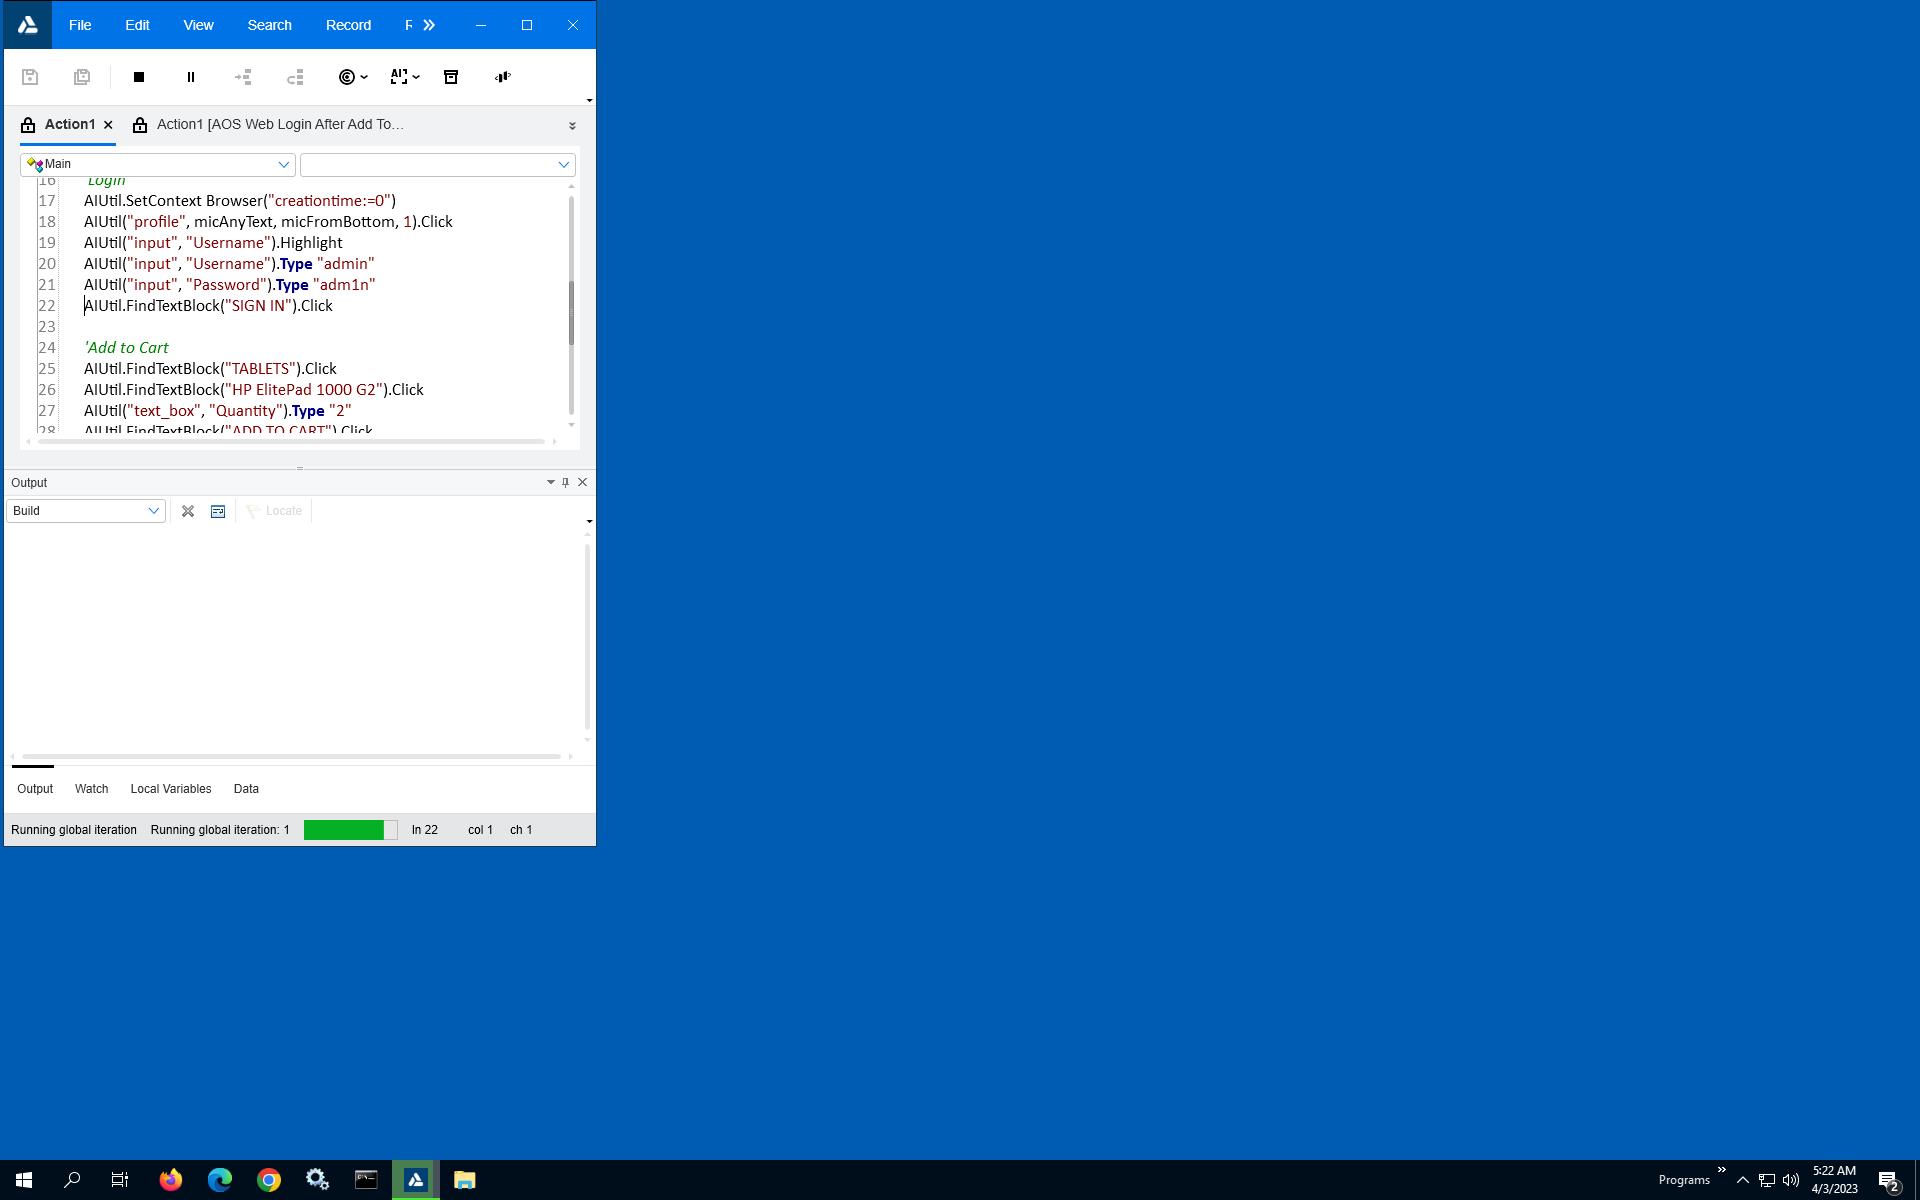 File Edit View Search Record
Action1 Action1 [AOS Web Login After Add To...
Main
16 'Login
17 AIUtil.SetContext Browser("creationtime:=0")
18 AIUtil("profile", micAnyText, micFromBottom, 1).Click
19 AIUtil("input", "Username").Highlight
20 AIUtil("input", "Username").Type "admin"
21 AIUtil("input", "Password").Type "adm1n"
22 AIUtil.FindTextBlock("SIGN IN").Click
23
24 'Add to Cart
25 AIUtil.FindTextBlock("TABLETS").Click
26 AIUtil.FindTextBlock("HP ElitePad 1000 G2").Click
27 AIUtil("text_box", "Quantity").Type "2"
28 AIUtil.FindTextBlock("ADD TO CART").Click
Output
Build Locate
Output Watch Local Variables Data
Running global iteration Running global iteration: 1 ln 22 col 1 ch 1
Programs 5:22 AM
4/3/2023 2